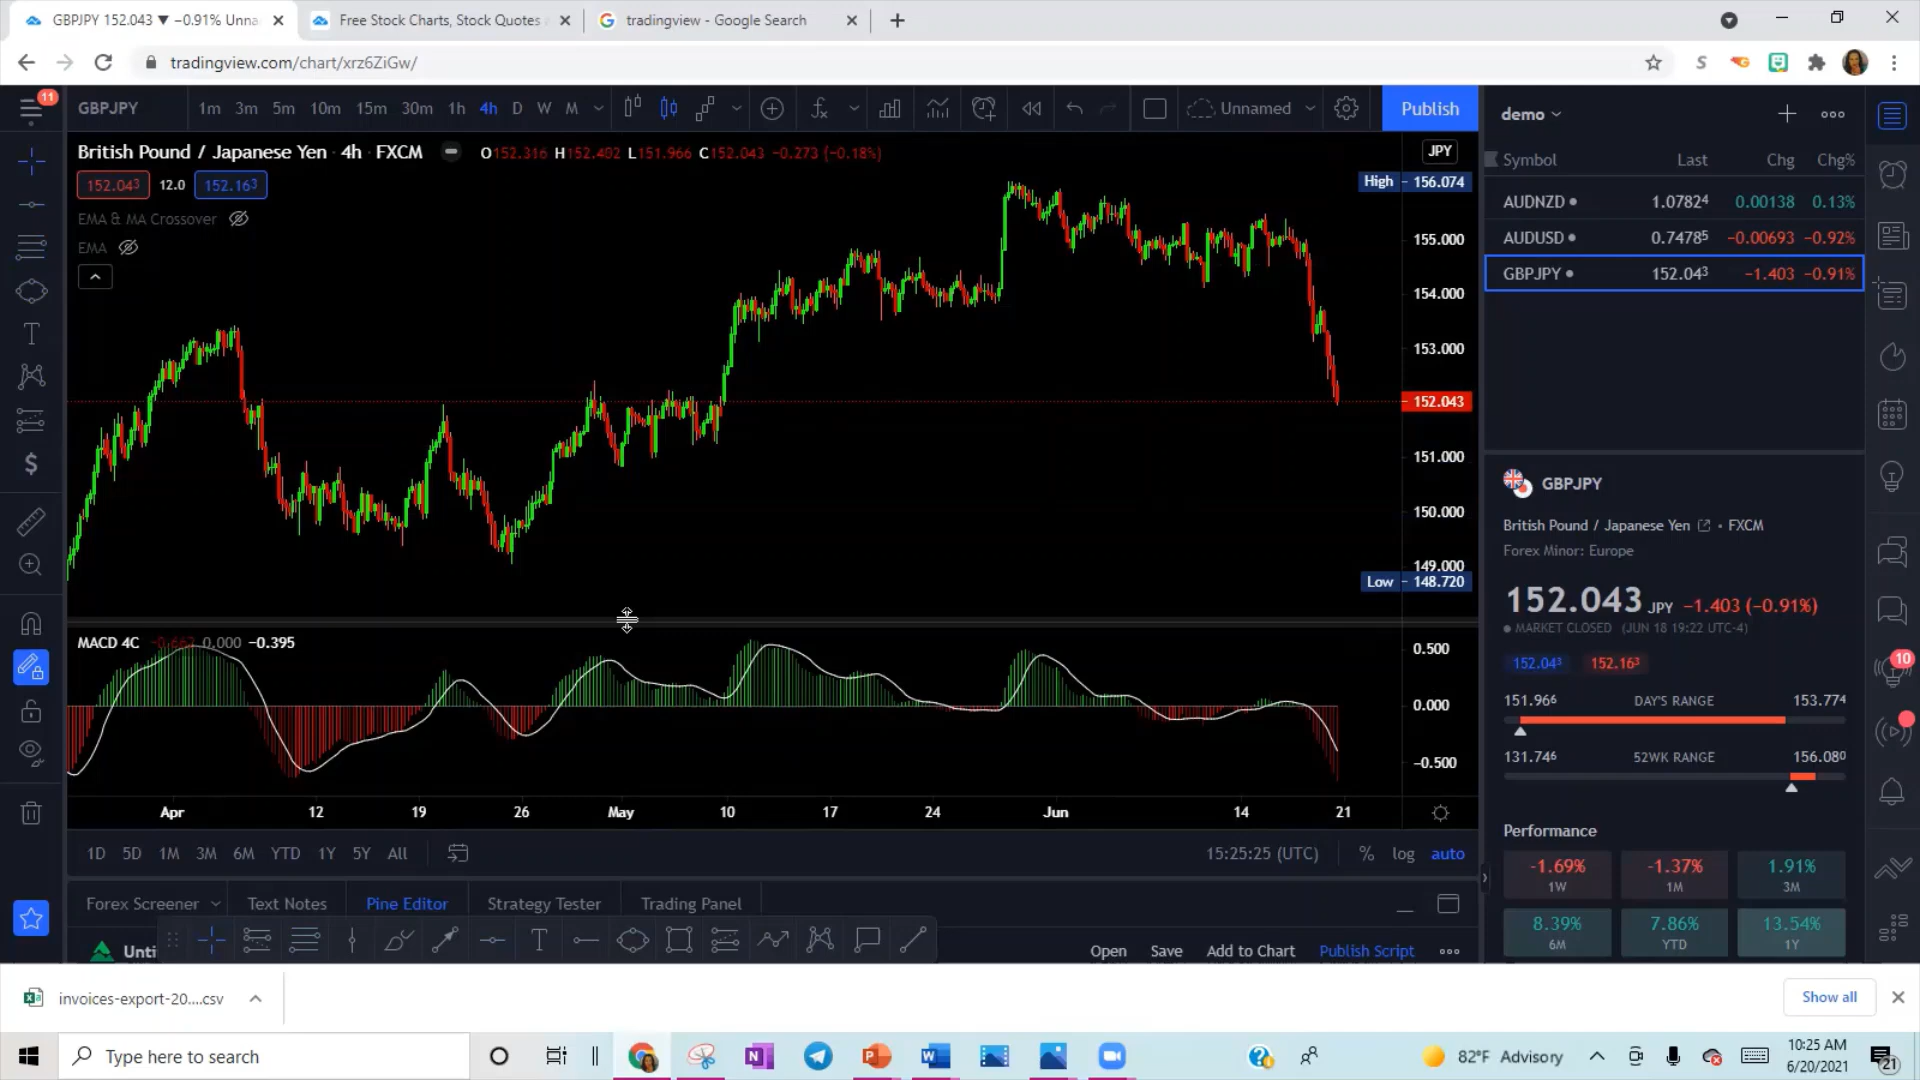 GBPJPY 152.043 ▼ −0.91% Unna
Free Stock Charts, Stock Quotes
tradingview - Google Search
tradingview.com/chart/xrz6ZiGw/
11
GBPJPY
1m 3m 5m 10m 15m 30m 1h 4h D W M
Unnamed
Publish
demo
British Pound / Japanese Yen · 4h · FXCM
O152.316 H152.402 L151.966 C152.043 −0.273 (−0.18%)
JPY
Symbol Last Chg Chg%
152.043 12.0 152.163
High 156.074
AUDNZD 1.07824 0.00138 0.13%
EMA & MA Crossover
AUDUSD 0.74785 −0.00693 −0.92%
EMA
155.000
GBPJPY 152.043 −1.403 −0.91%
154.000
153.000
152.043
151.000
150.000
149.000
Low 148.720
GBPJPY
British Pound / Japanese Yen • FXCM
Forex Minor: Europe
152.043 JPY −1.403 (−0.91%)
MARKET CLOSED (JUN 18 19:22 UTC-4)
152.043 152.163
10
151.966 DAY'S RANGE 153.774
131.746 52WK RANGE 156.080
MACD 4C 0.000 −0.395
0.500
0.000
−0.500
Apr 12 19 26 May 10 17 24 Jun 14 21
1D 5D 1M 3M 6M YTD 1Y 5Y All
15:25:25 (UTC) % log auto
Performance
-1.69% -1.37% 1.91%
1W 1M 3M
8.39% 7.86% 13.54%
6M YTD 1Y
Forex Screener Text Notes Pine Editor Strategy Tester Trading Panel
Unti
Open Save Add to Chart Publish Script
invoices-export-20....csv
Show all
Type here to search
82°F Advisory
10:25 AM
6/20/2021
21